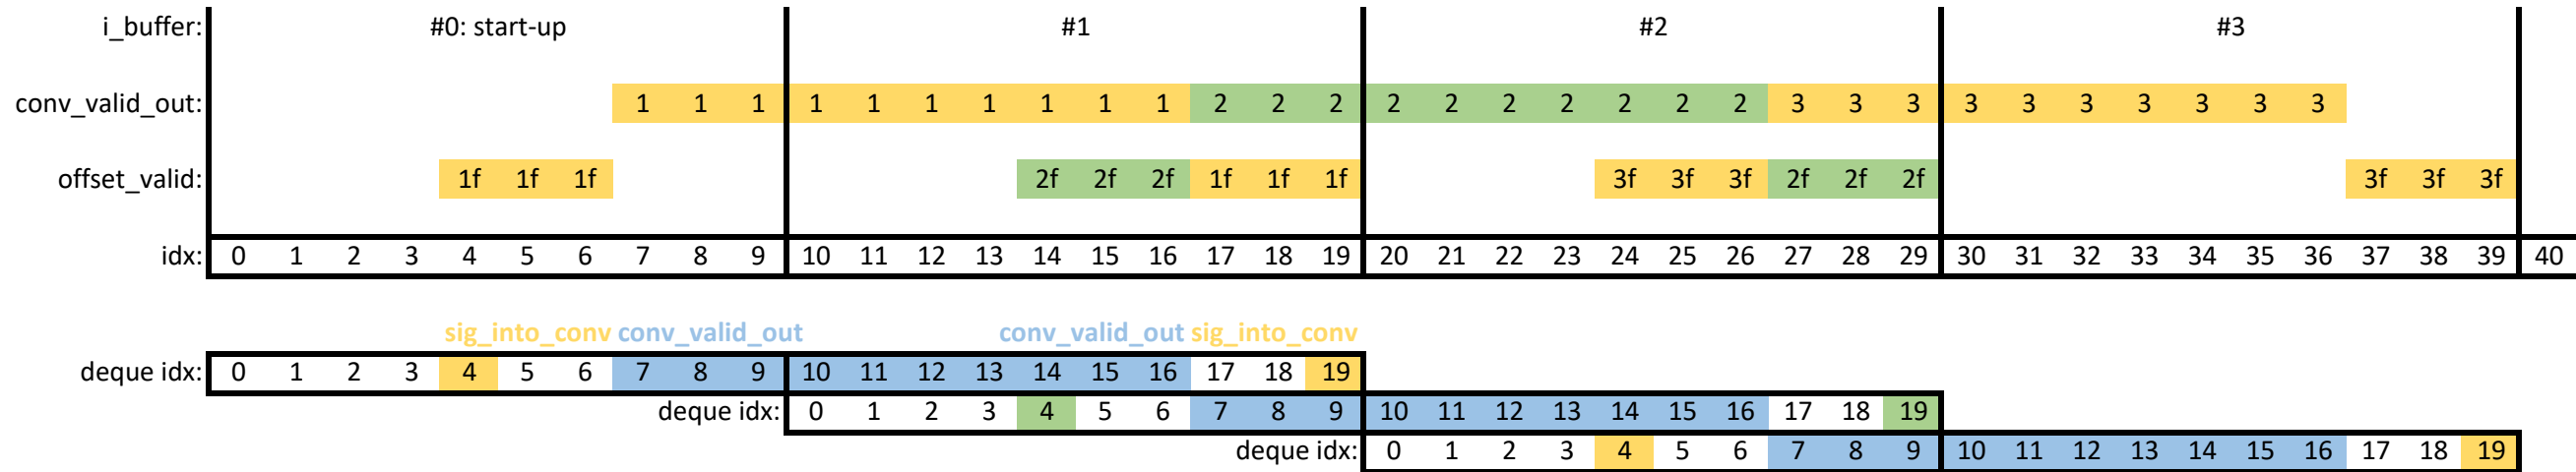 i_buffer: #0: start-up #1 #2 #3
conv_valid_out: 1 1 1 1 1 1 1 1 1 1 2 2 2 2 2 2 2 2 2 2 3 3 3 3 3 3 3 3 3 3
offset_valid: 1f 1f 1f 2f 2f 2f 1f 1f 1f 3f 3f 3f 2f 2f 2f 3f 3f 3f
idx: 0 1 2 3 4 5 6 7 8 9 10 11 12 13 14 15 16 17 18 19 20 21 22 23 24 25 26 27 28 29 30 31 32 33 34 35 36 37 38 39 40
sig_into_conv conv_valid_out conv_valid_out sig_into_conv
deque idx: 0 1 2 3 4 5 6 7 8 9 10 11 12 13 14 15 16 17 18 19
deque idx: 0 1 2 3 4 5 6 7 8 9 10 11 12 13 14 15 16 17 18 19
deque idx: 0 1 2 3 4 5 6 7 8 9 10 11 12 13 14 15 16 17 18 19